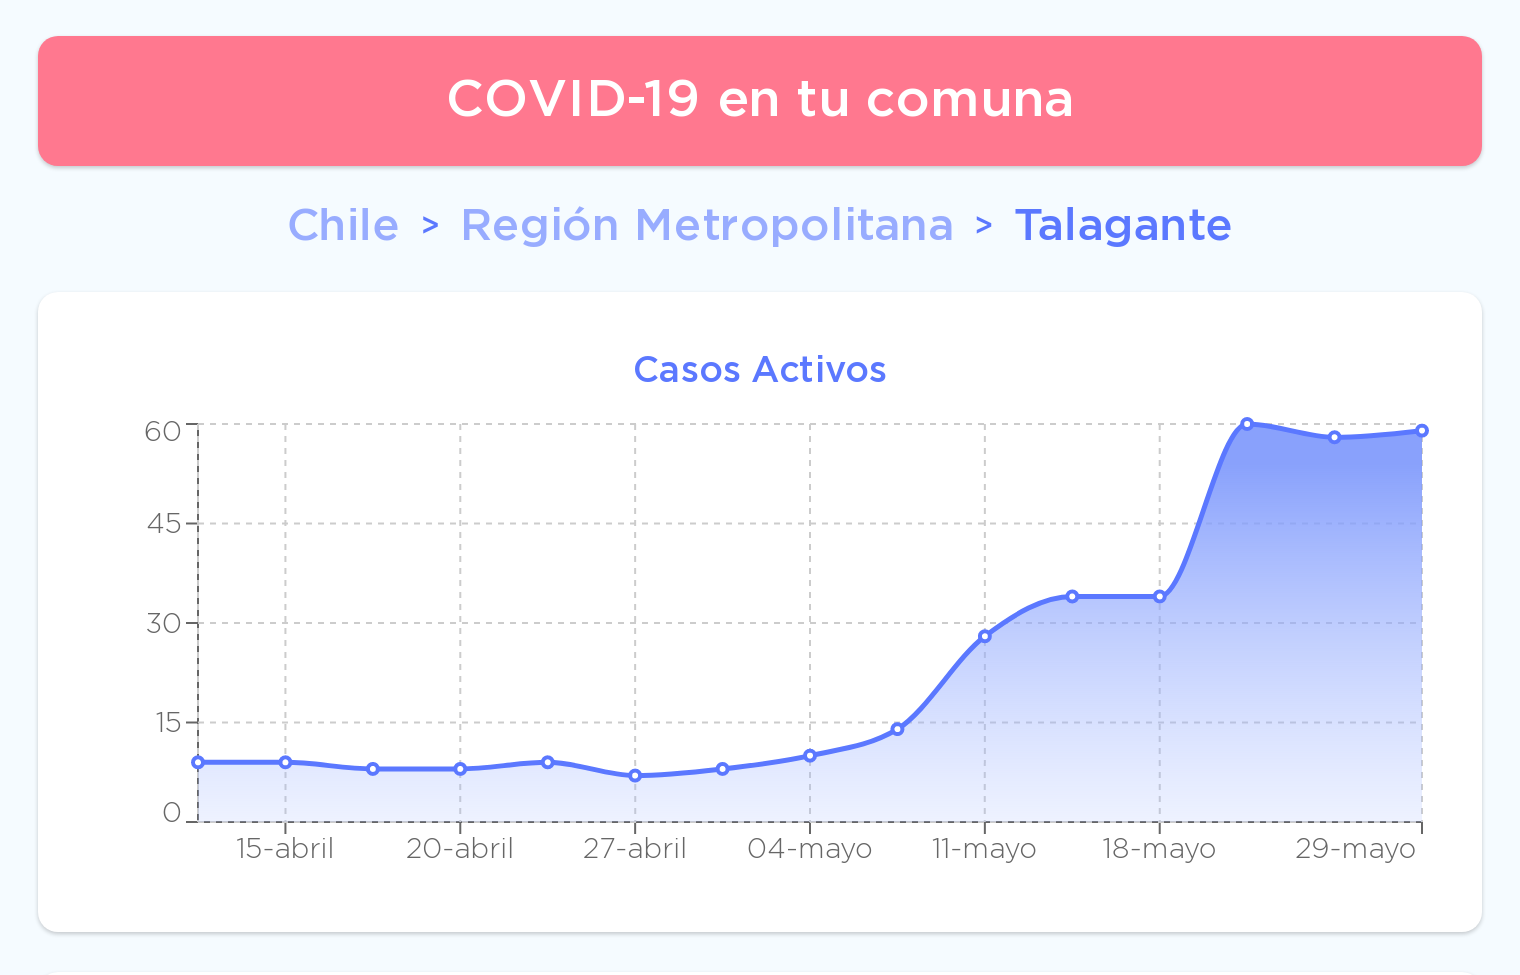 COVID-19 en tu comuna
Chile > Región Metropolitana > Talagante
Casos Activos
60
45
30
15
0
15-abril 20-abril 27-abril 04-mayo 11-mayo 18-mayo 29-mayo